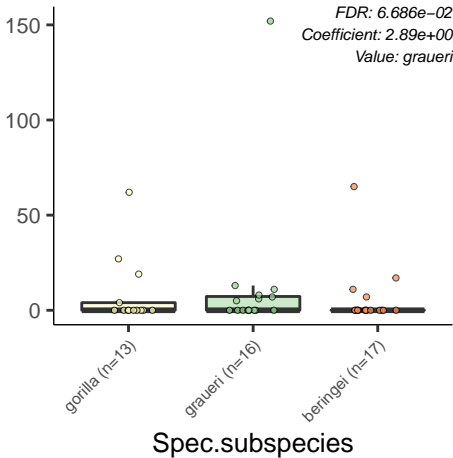 FDR: 6.686e−02
Coefficient: 2.89e+00
Value: graueri
150
100
50
0
gorilla (n=13)
graueri (n=16)
beringei (n=17)
Spec.subspecies